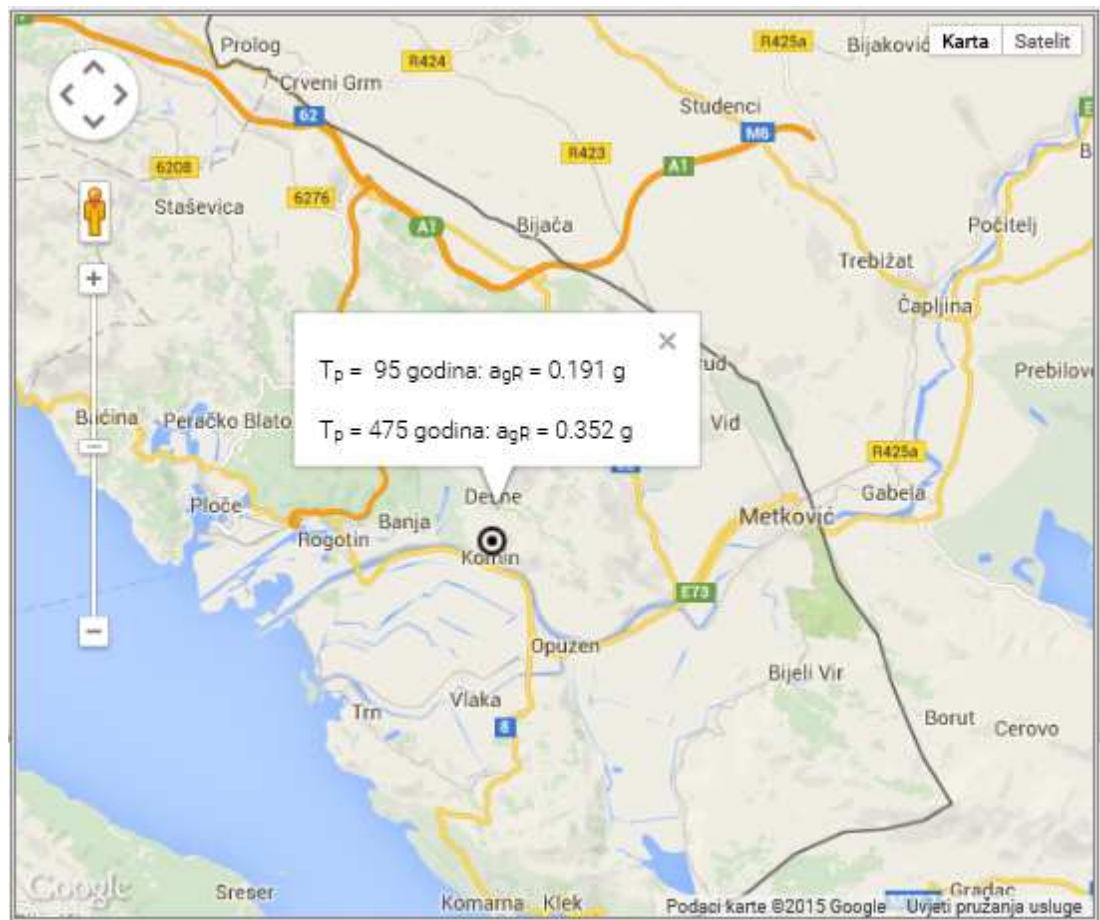 Prolog
R424
R425a
Bijaković
Karta
Satelit
Crveni Grm
62
Studenci
M6
6208
R423
A1
Staševica
6276
A1
Bijača
Počitelj
Trebižat
Čapljina
Tp = 95 godina: agR = 0.191 g
Tp = 475 godina: agR = 0.352 g
×
rud
Prebilov
Baćina
Peračko Blato
Vid
R425a
Gabela
Ploče
Desne
Metković
Banja
Rogotin
Komin
E73
Opuzen
Bijeli Vir
Vlaka
Trn
8
Borut
Cerovo
Google
Sreser
Komarna
Klek
Gradac
Podaci karte ©2015 Google
Uvjeti pružanja usluge